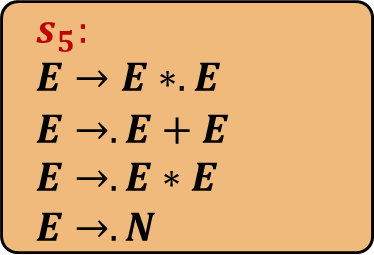 s₅:
E → E *. E
E →. E + E
E →. E * E
E →. N